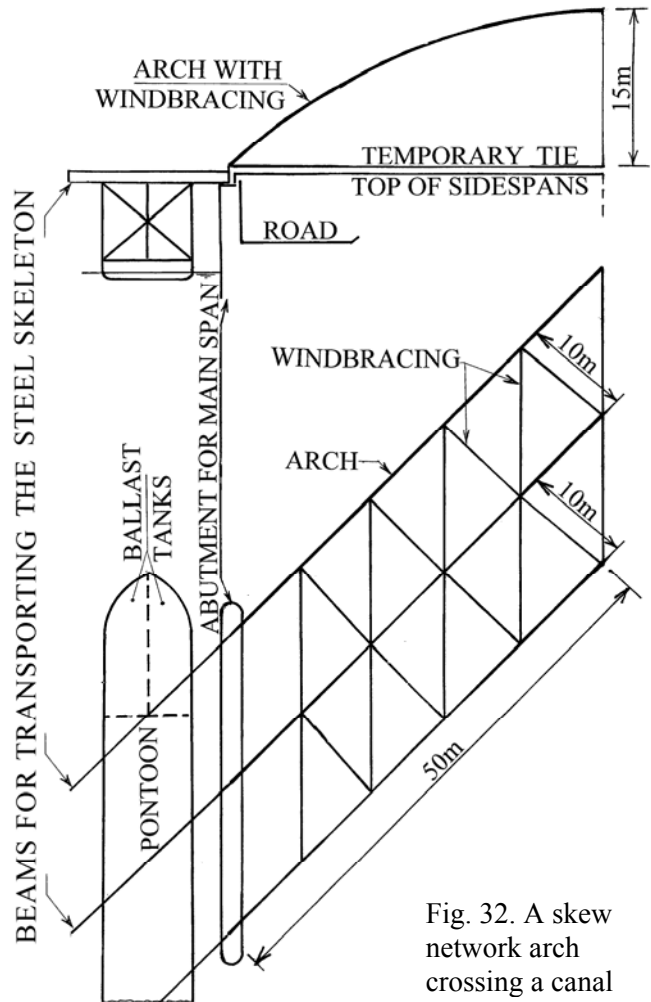 ARCH WITH
WINDBRACING
15m
TEMPORARY TIE
TOP OF SIDESPANS
ROAD
BEAMS FOR TRANSPORTING THE STEEL SKELETON
ABUTMENT FOR MAIN SPAN
WINDBRACING
10m
ARCH
10m
BALLAST
TANKS
PONTOON
50m
Fig. 32. A skew
network arch
crossing a canal